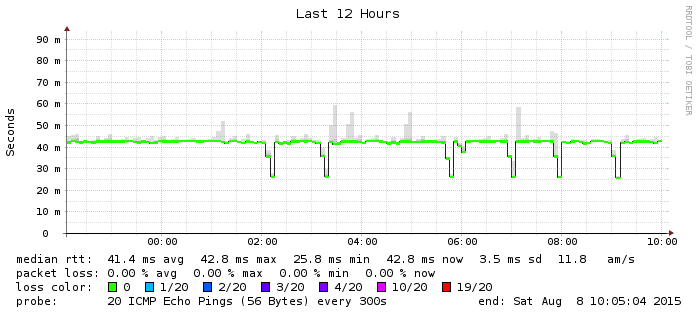 Last 12 Hours
RRDTOOL / TOBI OETIKER
Seconds
90 m
80 m
70 m
60 m
50 m
40 m
30 m
20 m
10 m
0
00:00 02:00 04:00 06:00 08:00 10:00
median rtt: 41.4 ms avg 42.8 ms max 25.8 ms min 42.8 ms now 3.5 ms sd 11.8 am/s
packet loss: 0.00 % avg 0.00 % max 0.00 % min 0.00 % now
loss color: 0 1/20 2/20 3/20 4/20 10/20 19/20
probe: 20 ICMP Echo Pings (56 Bytes) every 300s end: Sat Aug 8 10:05:04 2015